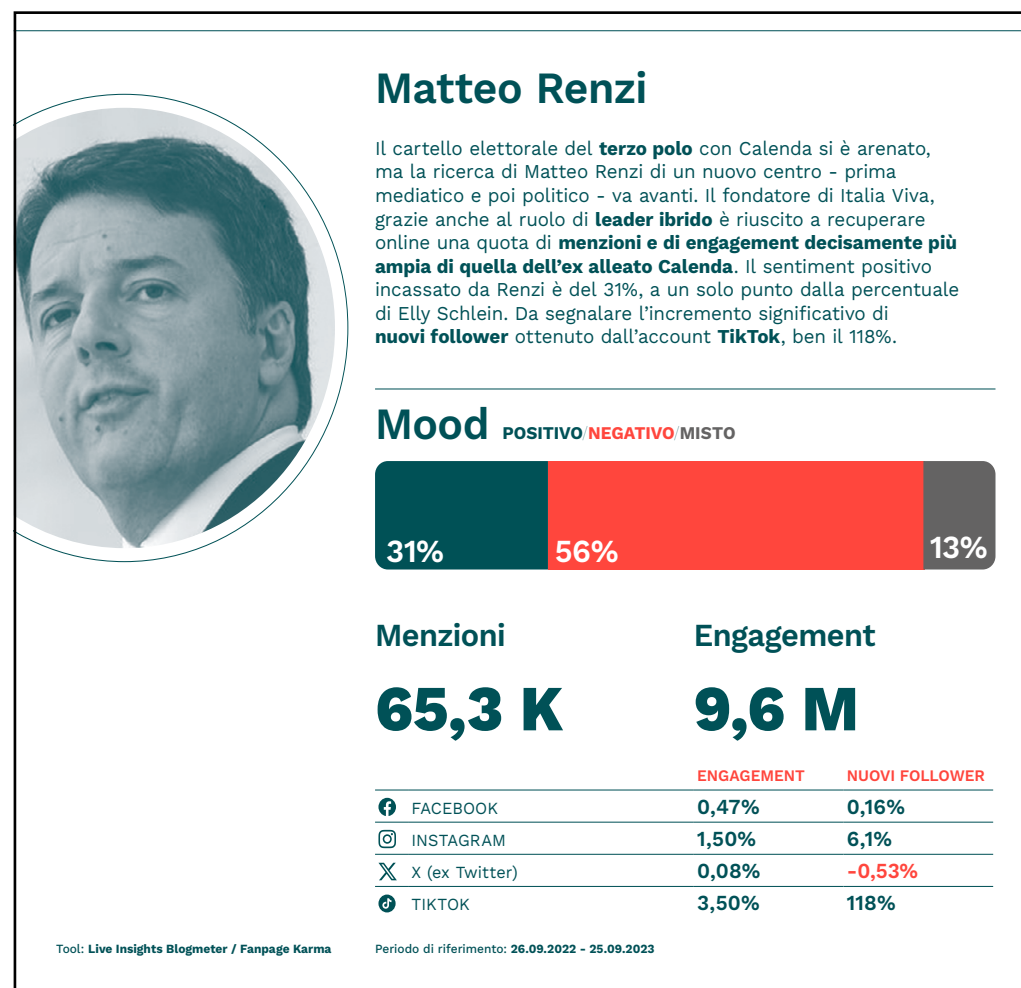 Matteo Renzi
Il cartello elettorale del terzo polo con Calenda si è arenato,
ma la ricerca di Matteo Renzi di un nuovo centro - prima
mediatico e poi politico - va avanti. Il fondatore di Italia Viva,
grazie anche al ruolo di leader ibrido è riuscito a recuperare
online una quota di menzioni e di engagement decisamente più
ampia di quella dell'ex alleato Calenda. Il sentiment positivo
incassato da Renzi è del 31%, a un solo punto dalla percentuale
di Elly Schlein. Da segnalare l'incremento significativo di
nuovi follower ottenuto dall'account TikTok, ben il 118%.
Mood POSITIVO/NEGATIVO/MISTO
31% 56% 13%
Menzioni Engagement
65,3 K 9,6 M
ENGAGEMENT NUOVI FOLLOWER
FACEBOOK 0,47% 0,16%
INSTAGRAM 1,50% 6,1%
X (ex Twitter) 0,08% -0,53%
TIKTOK 3,50% 118%
Tool: Live Insights Blogmeter / Fanpage Karma Periodo di riferimento: 26.09.2022 - 25.09.2023